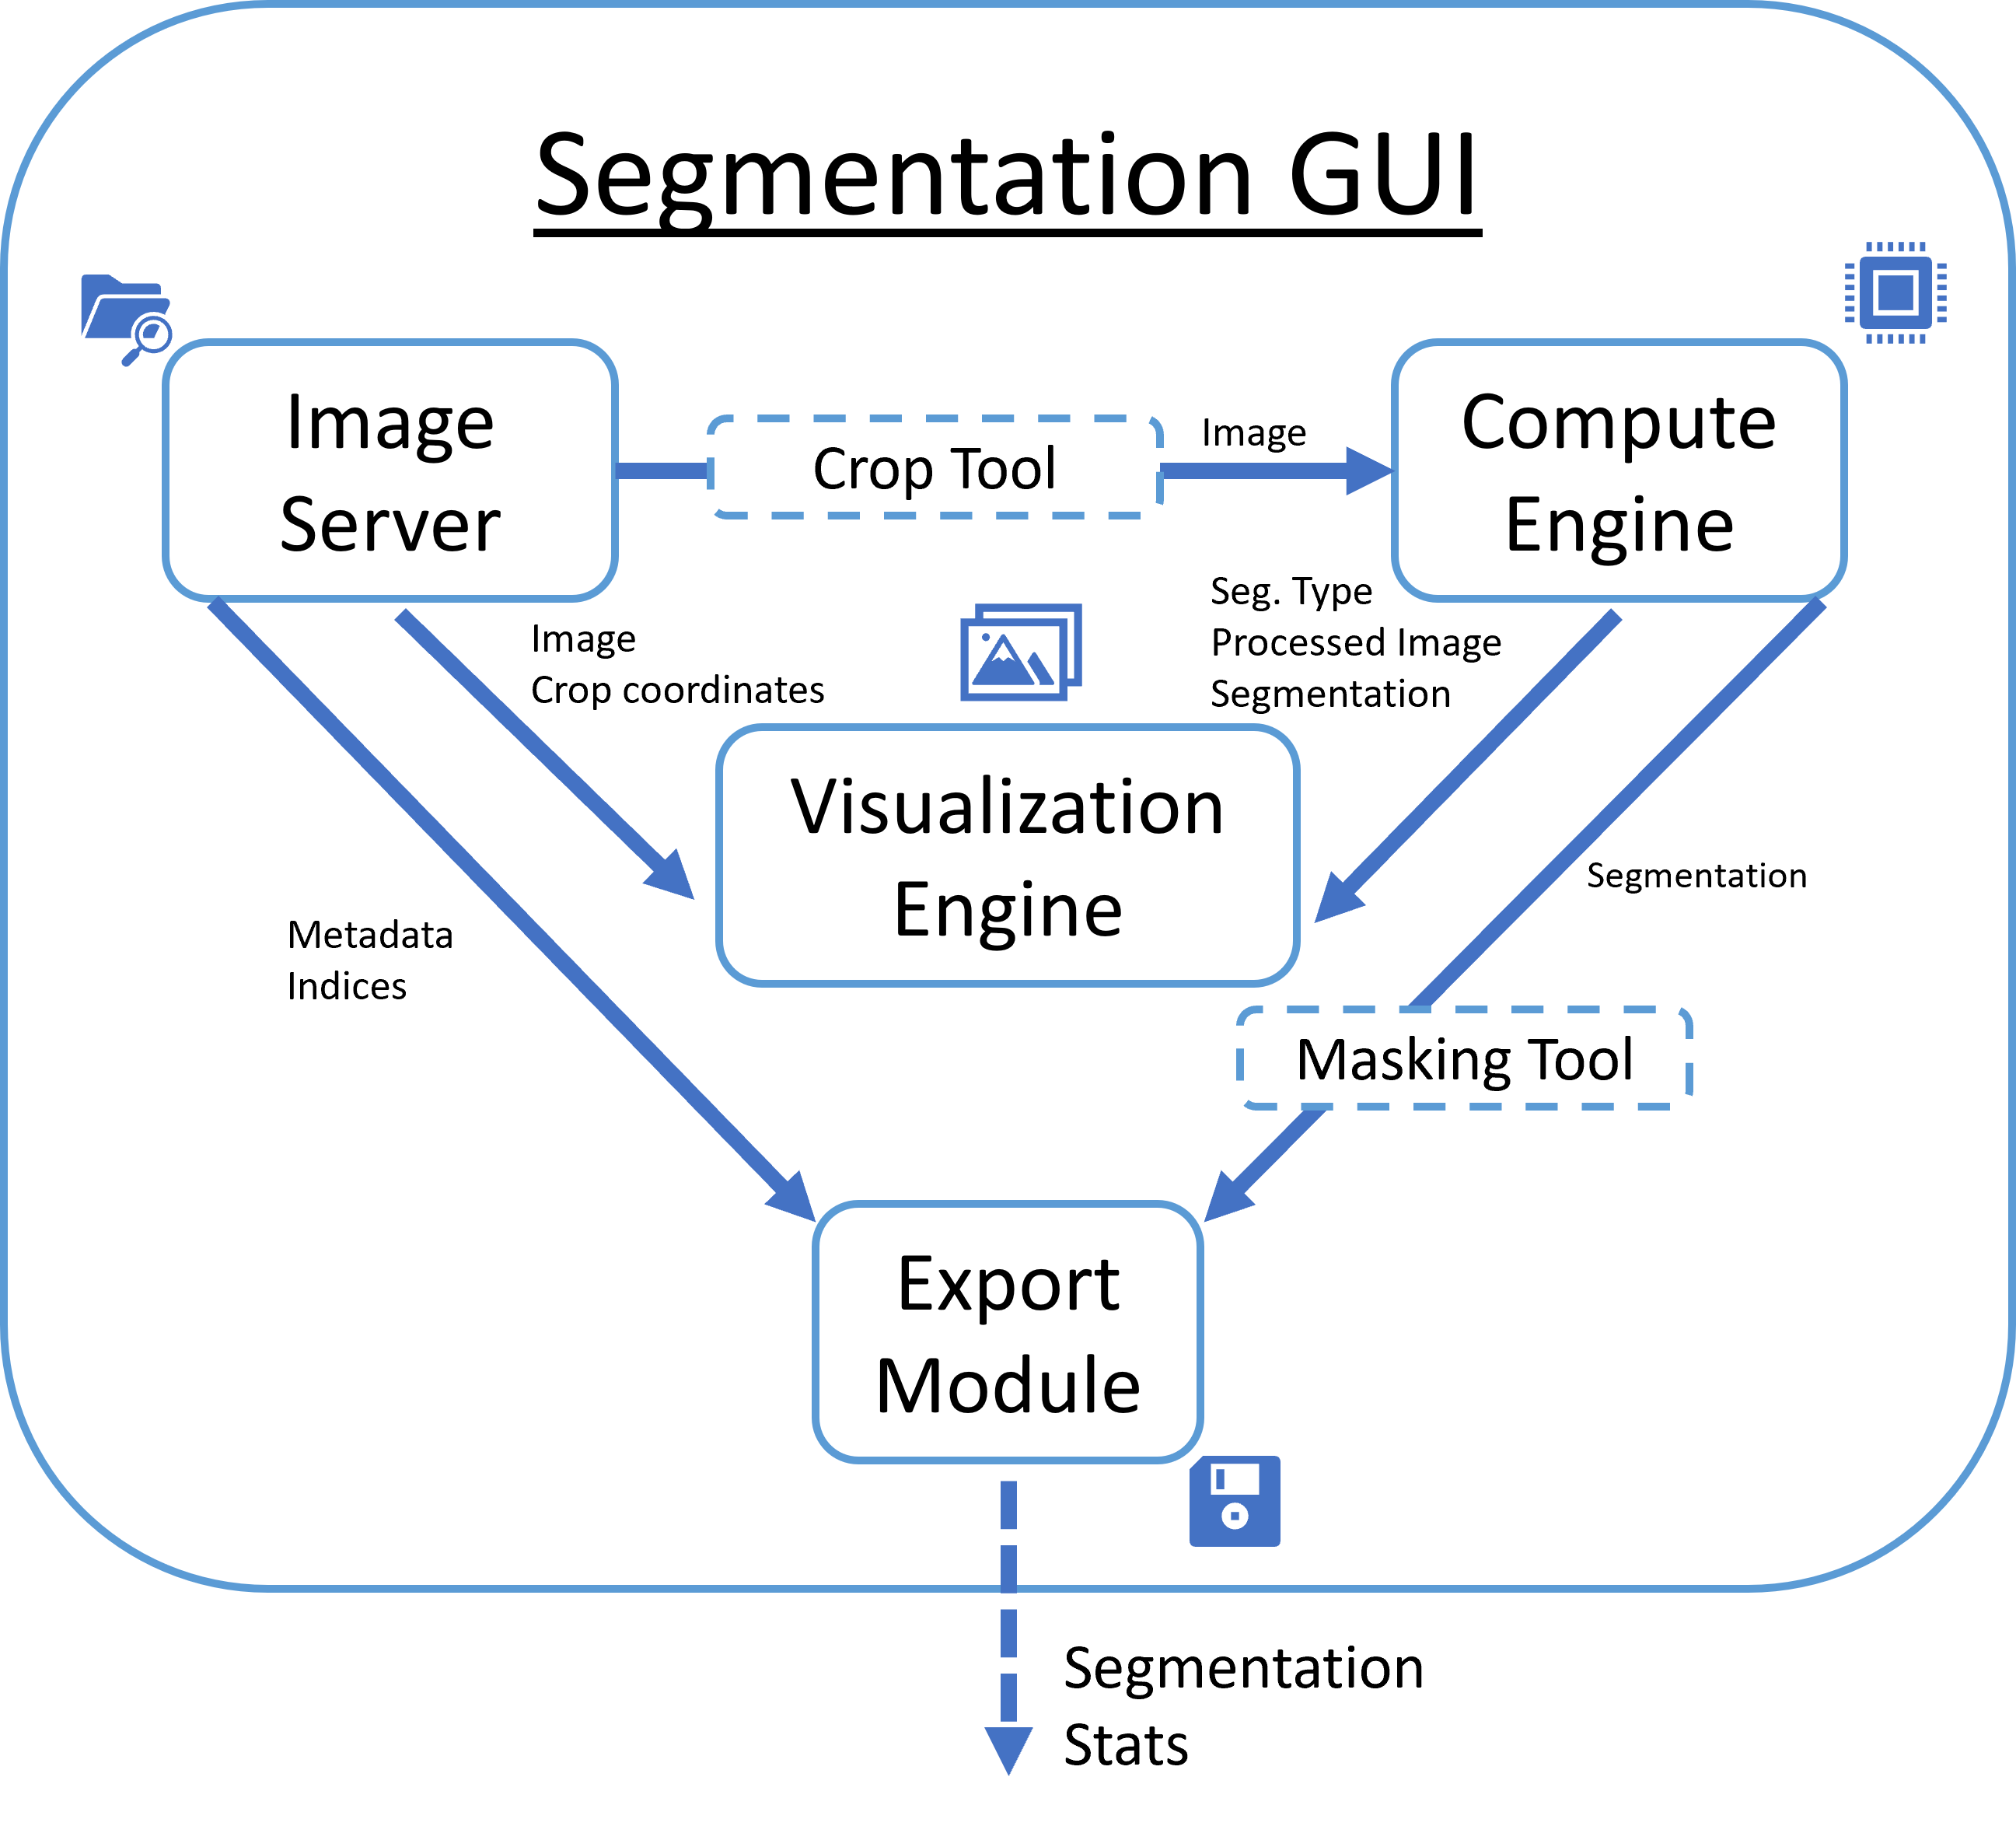 Segmentation GUI
Image
Server
Crop Tool
Image
Compute
Engine
Image
Crop coordinates
Seg. Type
Processed Image
Segmentation
Visualization
Engine
Segmentation
Metadata
Indices
Masking Tool
Export
Module
Segmentation
Stats